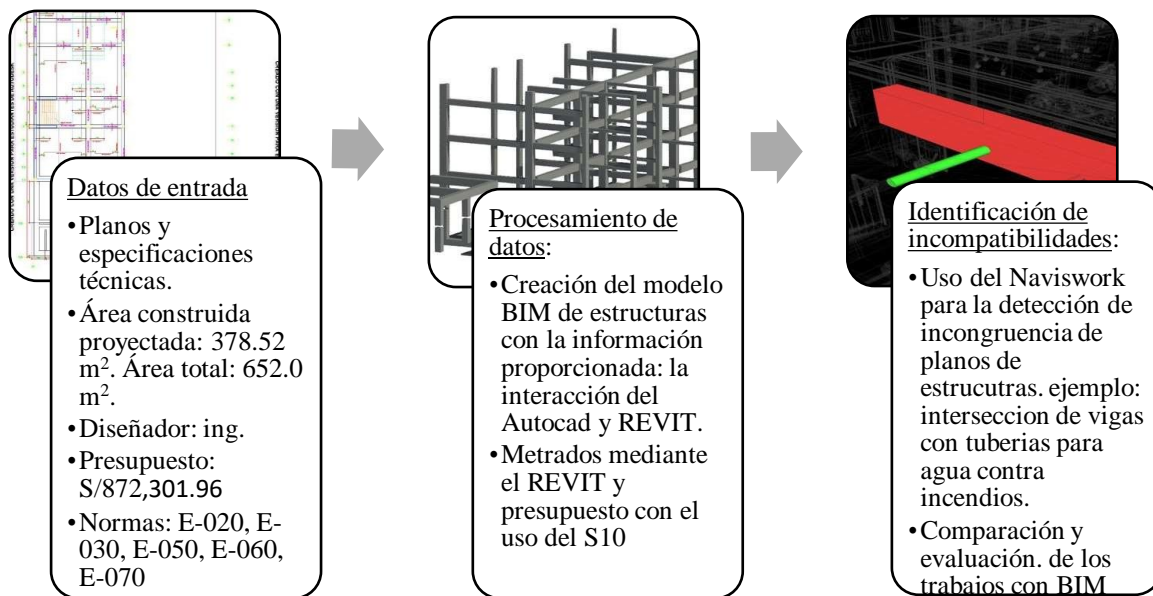 Datos de entrada
•Planos y
especificaciones
técnicas.
•Área construida
proyectada: 378.52
m². Área total: 652.0
m².
•Diseñador: ing.
•Presupuesto:
S/872,301.96
•Normas: E-020, E-
030, E-050, E-060,
E-070
Procesamiento de
datos:
•Creación del modelo
BIM de estructuras
con la información
proporcionada: la
interacción del
Autocad y REVIT.
•Metrados mediante
el REVIT y
presupuesto con el
uso del S10
Identificación de
incompatibilidades:
•Uso del Naviswork
para la detección de
incongruencia de
planos de
estrucutras. ejemplo:
interseccion de vigas
con tuberias para
agua contra
incendios.
•Comparación y
evaluación. de los
trabajos con BIM